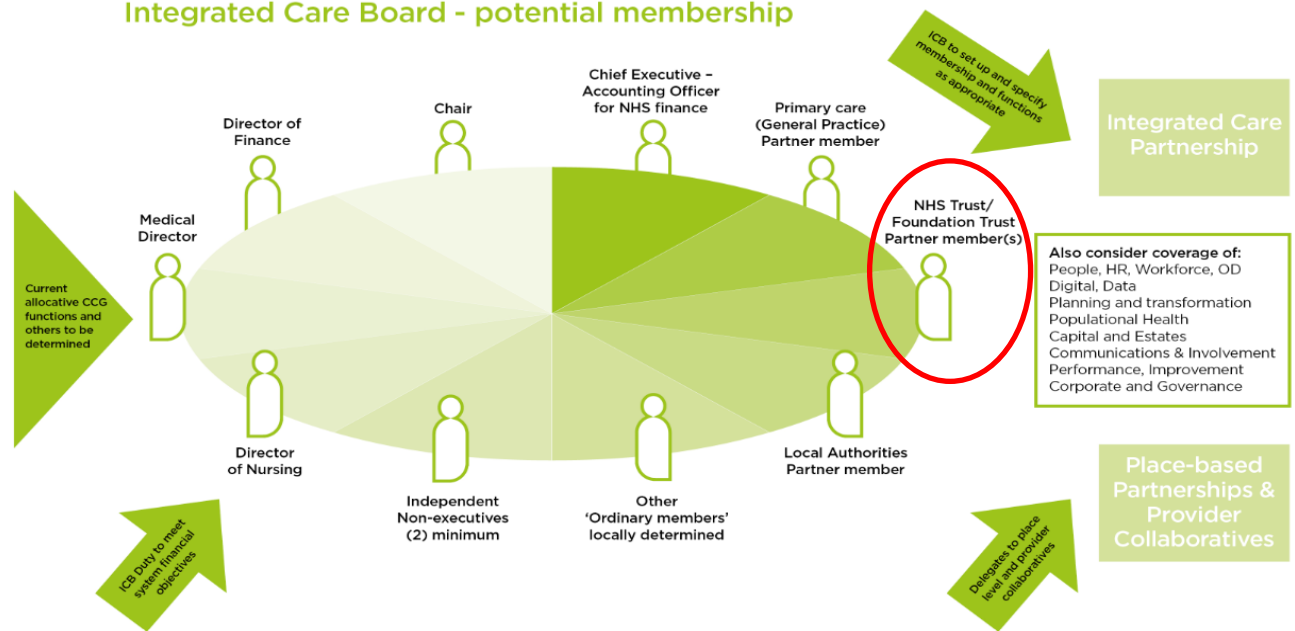 Integrated Care Board - potential membership
ICB to set up and specify
membership and functions
as appropriate
Integrated Care
Partnership
Chief Executive –
Accounting Officer
for NHS finance
Chair
Primary care
(General Practice)
Partner member
Director of
Finance
NHS Trust/
Foundation Trust
Partner member(s)
Medical
Director
Also consider coverage of:
People, HR, Workforce, OD
Digital, Data
Planning and transformation
Populational Health
Capital and Estates
Communications & Involvement
Performance, Improvement
Corporate and Governance
Current
allocative CCG
functions and
others to be
determined
Director
of Nursing
Local Authorities
Partner member
Independent
Non-executives
(2) minimum
Other
‘Ordinary members’
locally determined
Place-based
Partnerships &
Provider
Collaboratives
ICB Duty to meet
system financial
objectives
Delegates to place
level and provider
collaboratives